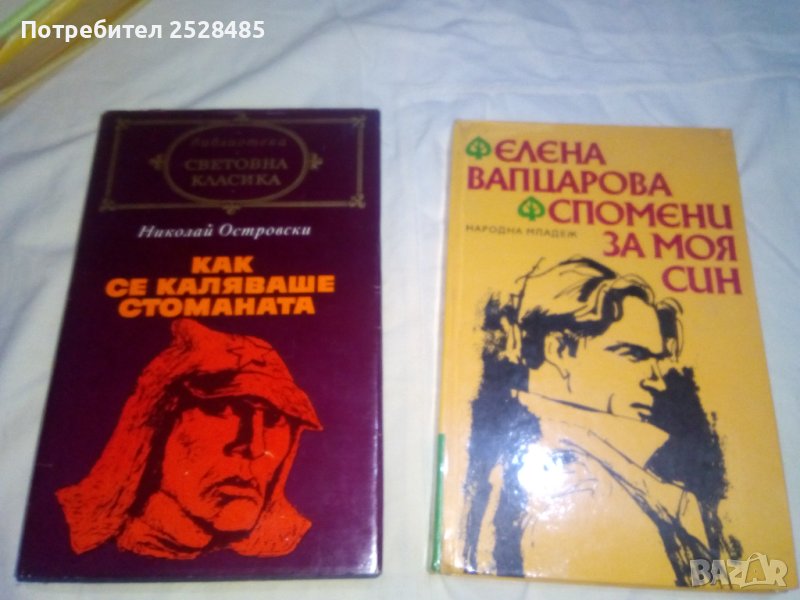 Потребител 2528485
библиотека
СВЕТОВНА
КЛАСИКА
Николай Островски
КАК
СЕ КАЛЯВАШЕ
СТОМАНАТА
ЕЛЕНА
ВАПЦАРОВА
СПОМЕНИ
НАРОДНА МЛАДЕЖ
ЗА МОЯ
СИН
BAZAR